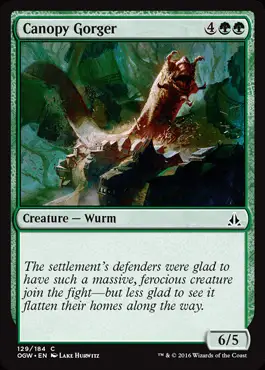 Canopy Gorger 4
Creature — Wurm
The settlement's defenders were glad to
have such a massive, ferocious creature
join the fight—but less glad to see it
flatten their homes along the way.
6/5
129/184 C
OGW • EN Lake Hurwitz
™ & © 2016 Wizards of the Coast